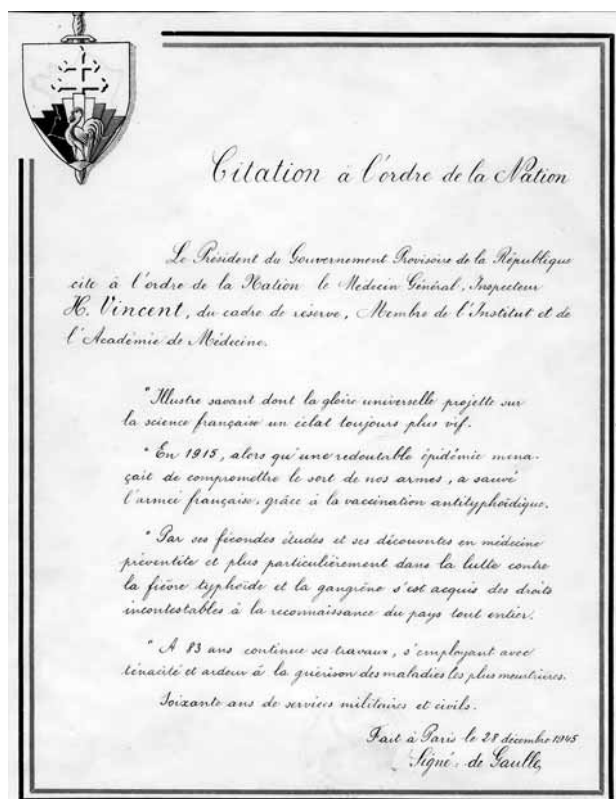 Citation à l'ordre de la Nation
Le Président du Gouvernement Provisoire de la République
cite à l'ordre de la Nation le Médecin Général, Inspecteur
H. Vincent, du cadre de réserve, Membre de l'Institut et de
l'Académie de Médecine.
" Illustre savant dont la gloire universelle projette sur
la science française un éclat toujours plus vif.
" En 1915, alors qu'une redoutable épidémie mena-
çait de compromettre le sort de nos armes, a sauvé
l'armée française, grâce à la vaccination antityphoïdique.
" Par ses fécondes études et ses découvertes en médecine
préventite et plus particulièrement dans la lutte contre
la fièvre typhoïde et la gangrène s'est acquis des droits
incontestables à la reconnaissance du pays tout entier.
" A 83 ans continue ses travaux, s'employant avec
ténacité et ardeur à la guérison des maladies les plus meutrières.
Soixante ans de services militaires et civils.
Fait à Paris le 28 décembre 1945
Signé : de Gaulle